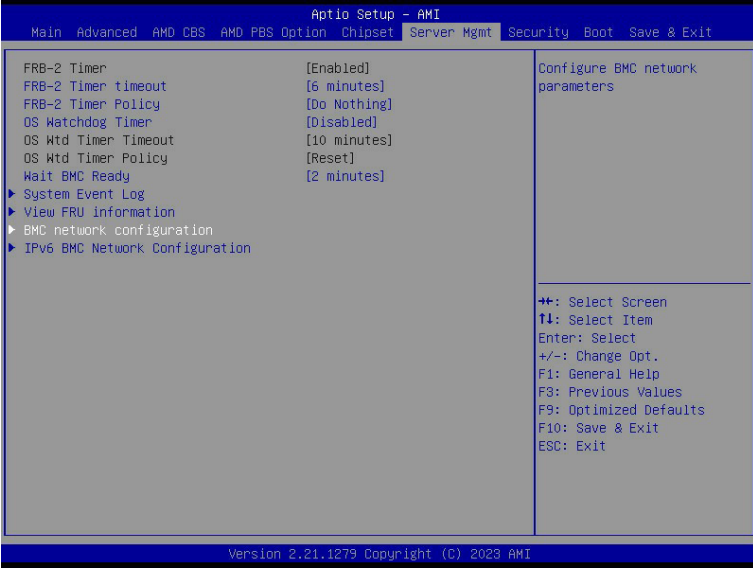 Aptio Setup – AMI
Main Advanced AMD CBS AMD PBS Option Chipset Server Mgmt Security Boot Save & Exit
FRB-2 Timer [Enabled]
FRB-2 Timer timeout [6 minutes]
FRB-2 Timer Policy [Do Nothing]
OS Watchdog Timer [Disabled]
OS Wtd Timer Timeout [10 minutes]
OS Wtd Timer Policy [Reset]
Wait BMC Ready [2 minutes]
System Event Log
View FRU information
BMC network configuration
IPv6 BMC Network Configuration
Configure BMC network
parameters
→←: Select Screen
↑↓: Select Item
Enter: Select
+/-: Change Opt.
F1: General Help
F3: Previous Values
F9: Optimized Defaults
F10: Save & Exit
ESC: Exit
Version 2.21.1279 Copyright (C) 2023 AMI